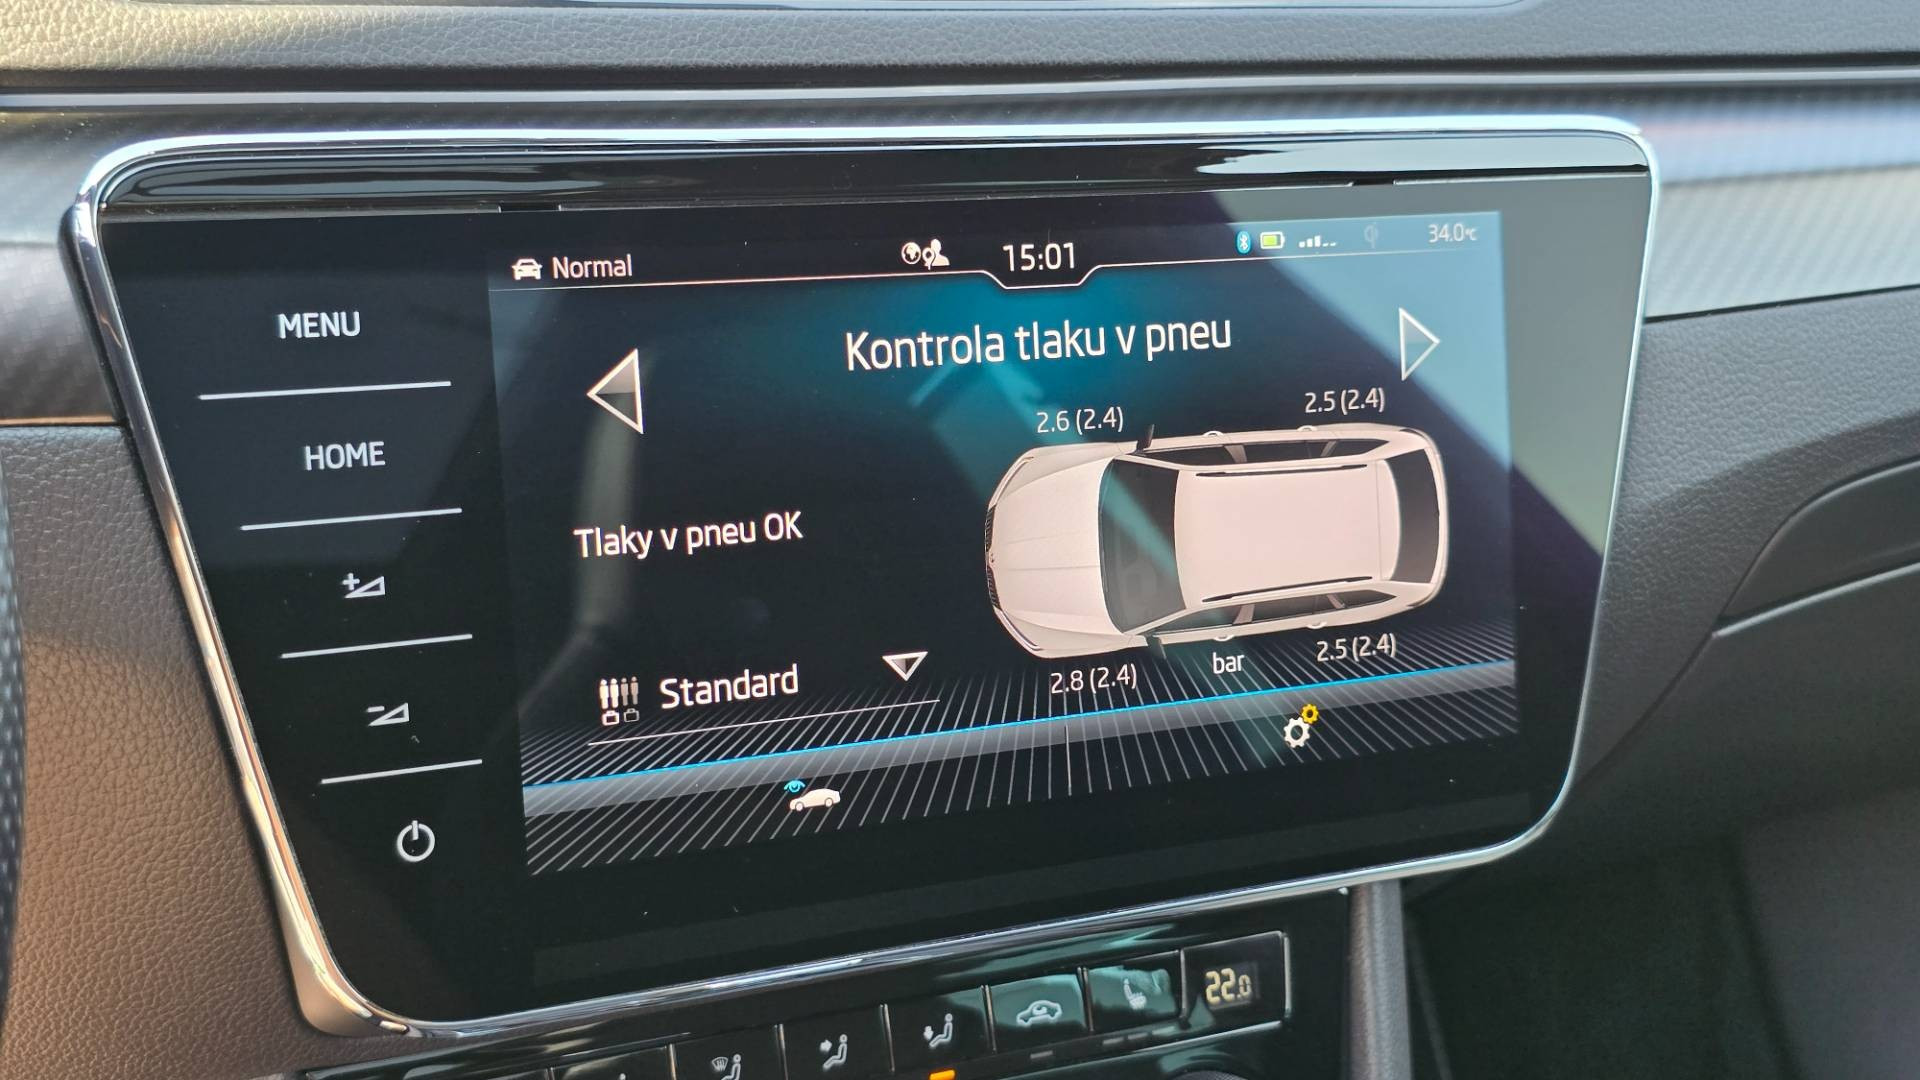 Normal
15:01
34.0°C
MENU
Kontrola tlaku v pneu
2.6 (2.4)
2.5 (2.4)
HOME
Tlaky v pneu OK
Standard
2.8 (2.4)
bar
2.5 (2.4)
22.0